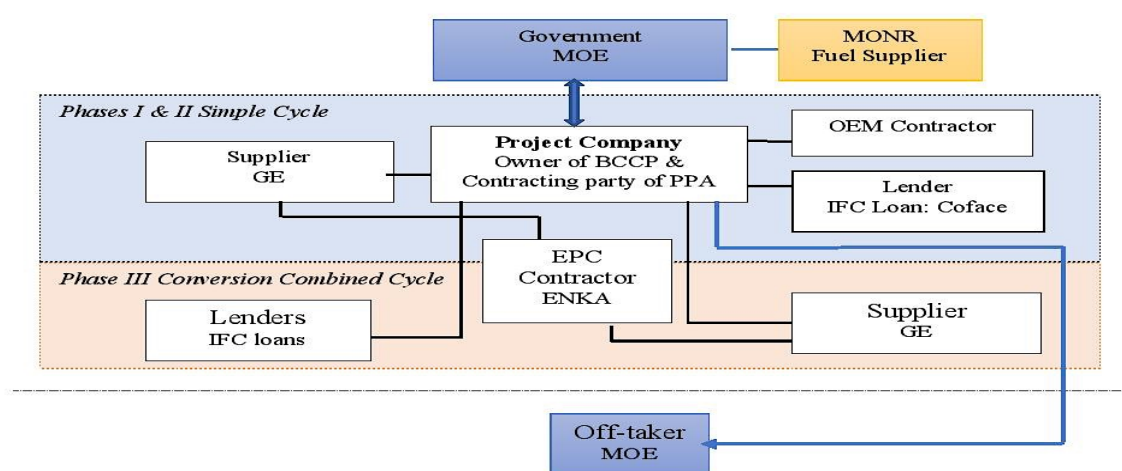 Government
MOE
MONR
Fuel Supplier
Phases I & II Simple Cycle
Project Company
Owner of BCCP &
Contracting party of PPA
OEM Contractor
Supplier
GE
Lender
IFC Loan: Coface
EPC
Contractor
ENKA
Phase III Conversion Combined Cycle
Lenders
IFC loans
Supplier
GE
Off-taker
MOE